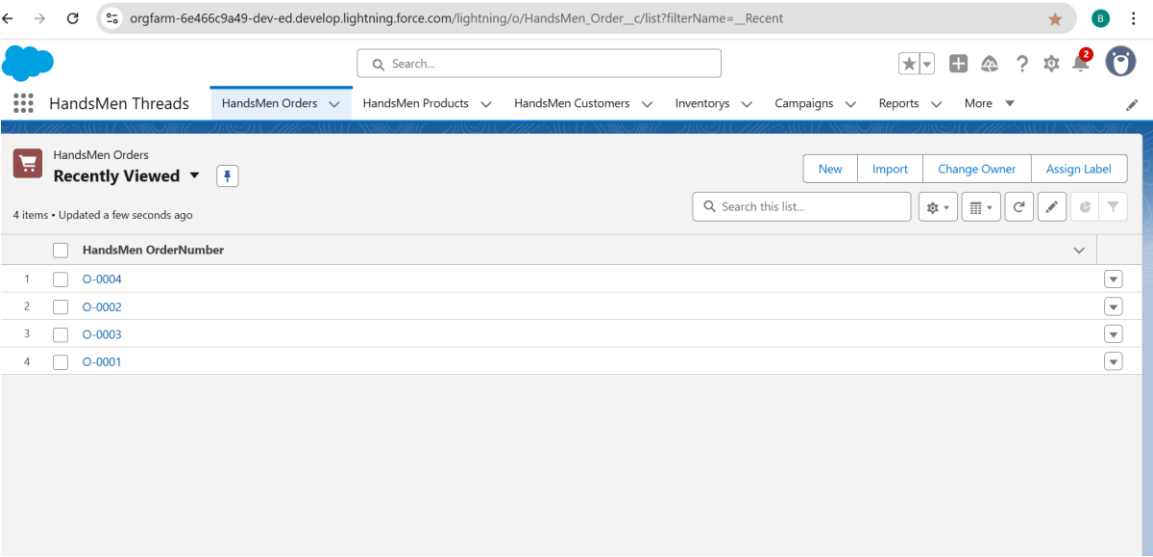 orgfarm-6e466c9a49-dev-ed.develop.lightning.force.com/lightning/o/HandsMen_Order__c/list?filterName=__Recent
B
Search...
2
HandsMen Threads
HandsMen Orders
HandsMen Products
HandsMen Customers
Inventorys
Campaigns
Reports
More
HandsMen Orders
Recently Viewed
New
Import
Change Owner
Assign Label
4 items • Updated a few seconds ago
Search this list...
HandsMen OrderNumber
1 O-0004
2 O-0002
3 O-0003
4 O-0001